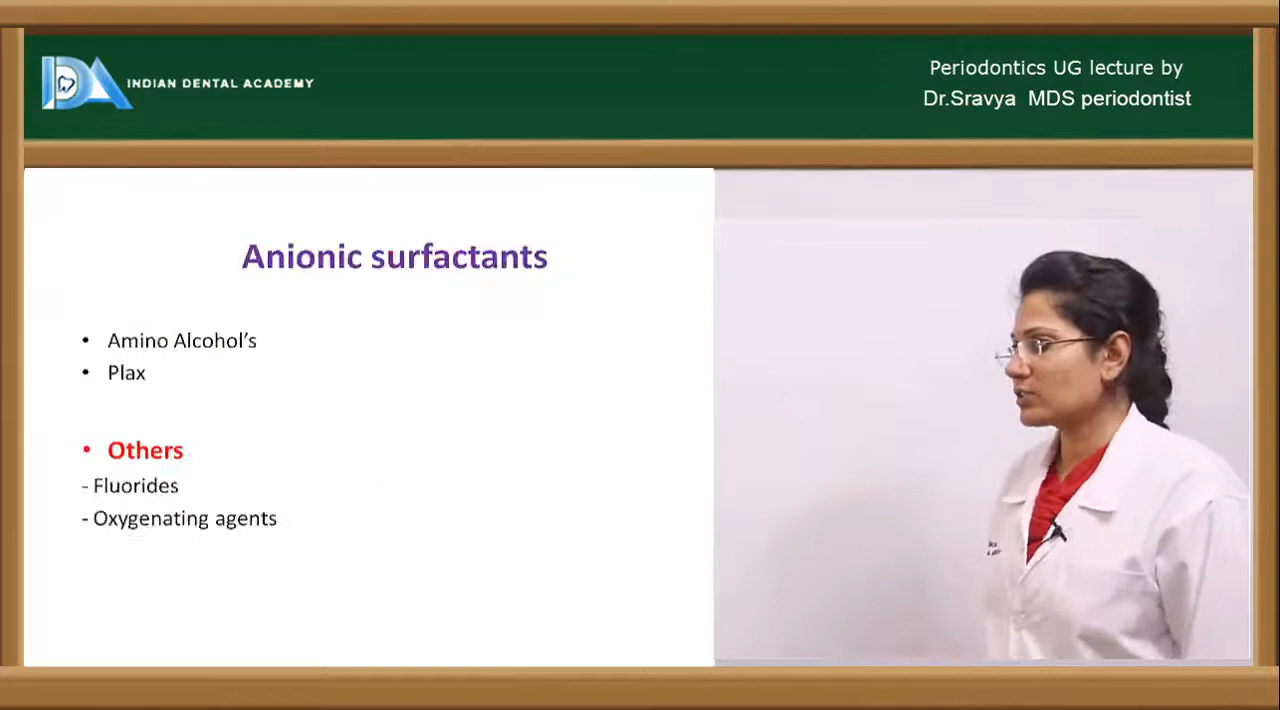 INDIAN DENTAL ACADEMY
Periodontics UG lecture by
Dr.Sravya MDS periodontist
Anionic surfactants
• Amino Alcohol’s
• Plax
• Others
- Fluorides
- Oxygenating agents